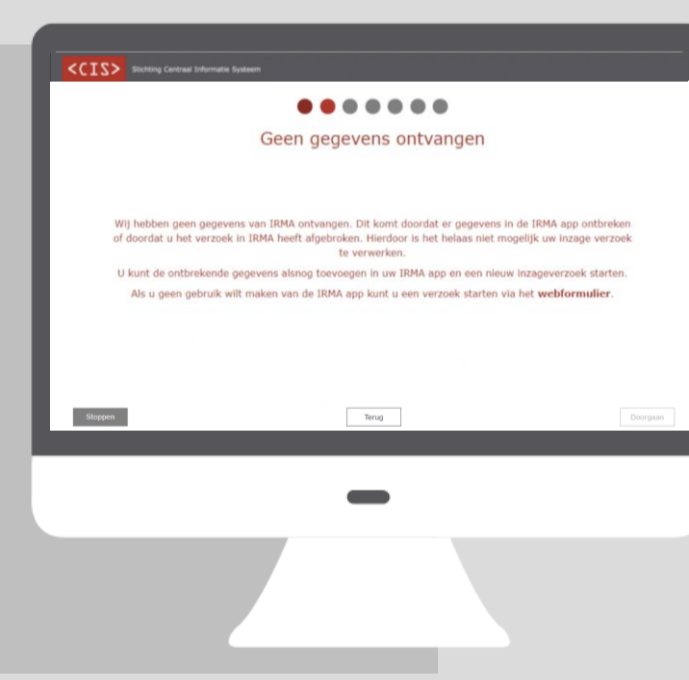 <CIS> Stichting Centraal Informatie Systeem
Geen gegevens ontvangen
Wij hebben geen gegevens van IRMA ontvangen. Dit komt doordat er gegevens in de IRMA app ontbreken
of doordat u het verzoek in IRMA heeft afgebroken. Hierdoor is het helaas niet mogelijk uw inzage verzoek
te verwerken.
U kunt de ontbrekende gegevens alsnog toevoegen in uw IRMA app en een nieuw inzageverzoek starten.
Als u geen gebruik wilt maken van de IRMA app kunt u een verzoek starten via het webformulier.
Stoppen Terug Doorgaan